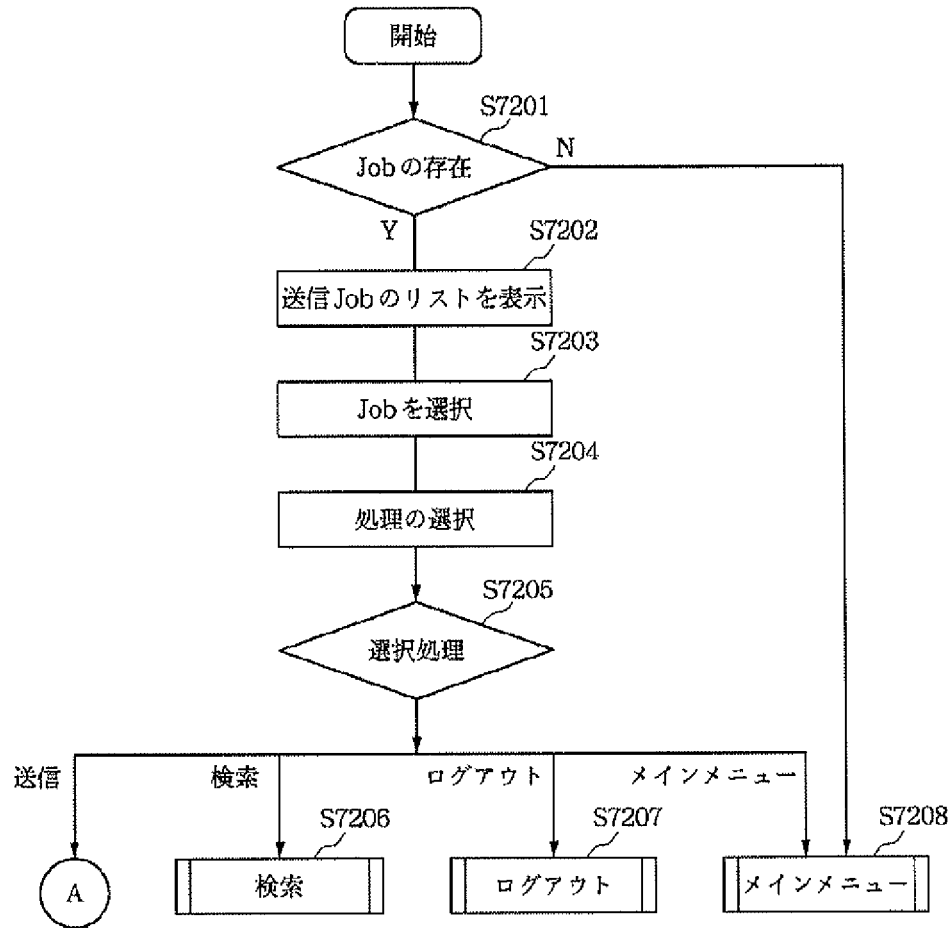 開始
S7201
Jobの存在
N
Y
S7202
送信Jobのリストを表示
S7203
Jobを選択
S7204
処理の選択
S7205
選択処理
送信
検索
ログアウト
メインメニュー
S7206
S7207
S7208
A
検索
ログアウト
メインメニュー